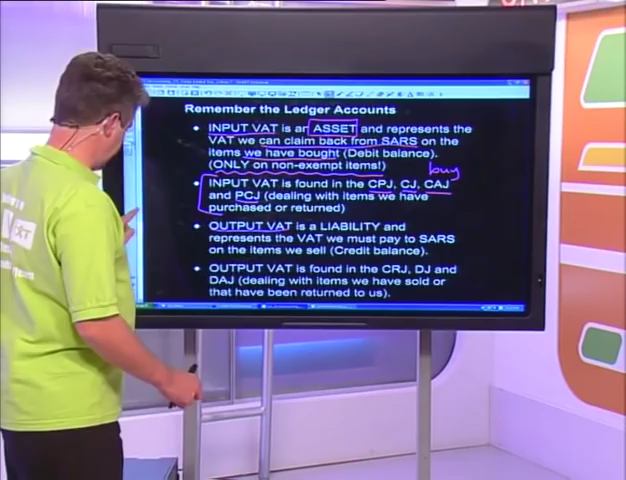 Remember the Ledger Accounts
• INPUT VAT is an ASSET and represents the
VAT we can claim back from SARS on the
items we have bought (Debit balance).
(ONLY on non-exempt items!)
buy
• INPUT VAT is found in the CPJ, CJ, CAJ
and PCJ (dealing with items we have
purchased or returned)
• OUTPUT VAT is a LIABILITY and
represents the VAT we must pay to SARS
on the items we sell (Credit balance).
• OUTPUT VAT is found in the CRJ, DJ and
DAJ (dealing with items we have sold or
that have been returned to us).